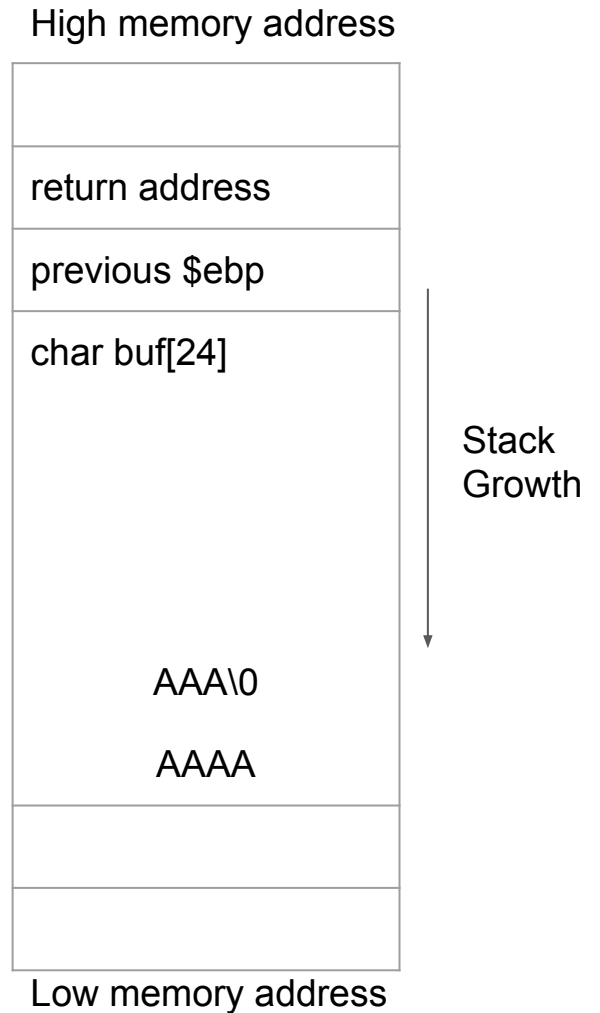 High memory address
return address
previous $ebp
char buf[24]
Stack
Growth
AAA\0
AAAA
Low memory address